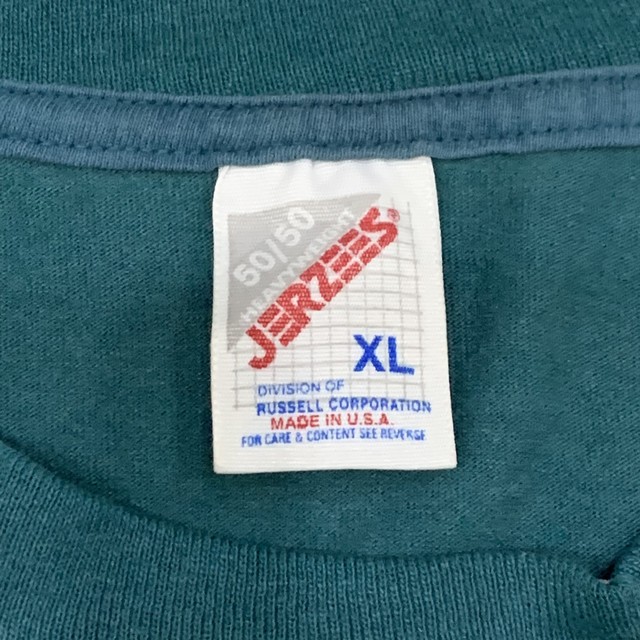 50/50
HEAVYWEIGHT
JERZEES®
XL
DIVISION OF
RUSSELL CORPORATION
MADE IN U.S.A.
FOR CARE & CONTENT SEE REVERSE